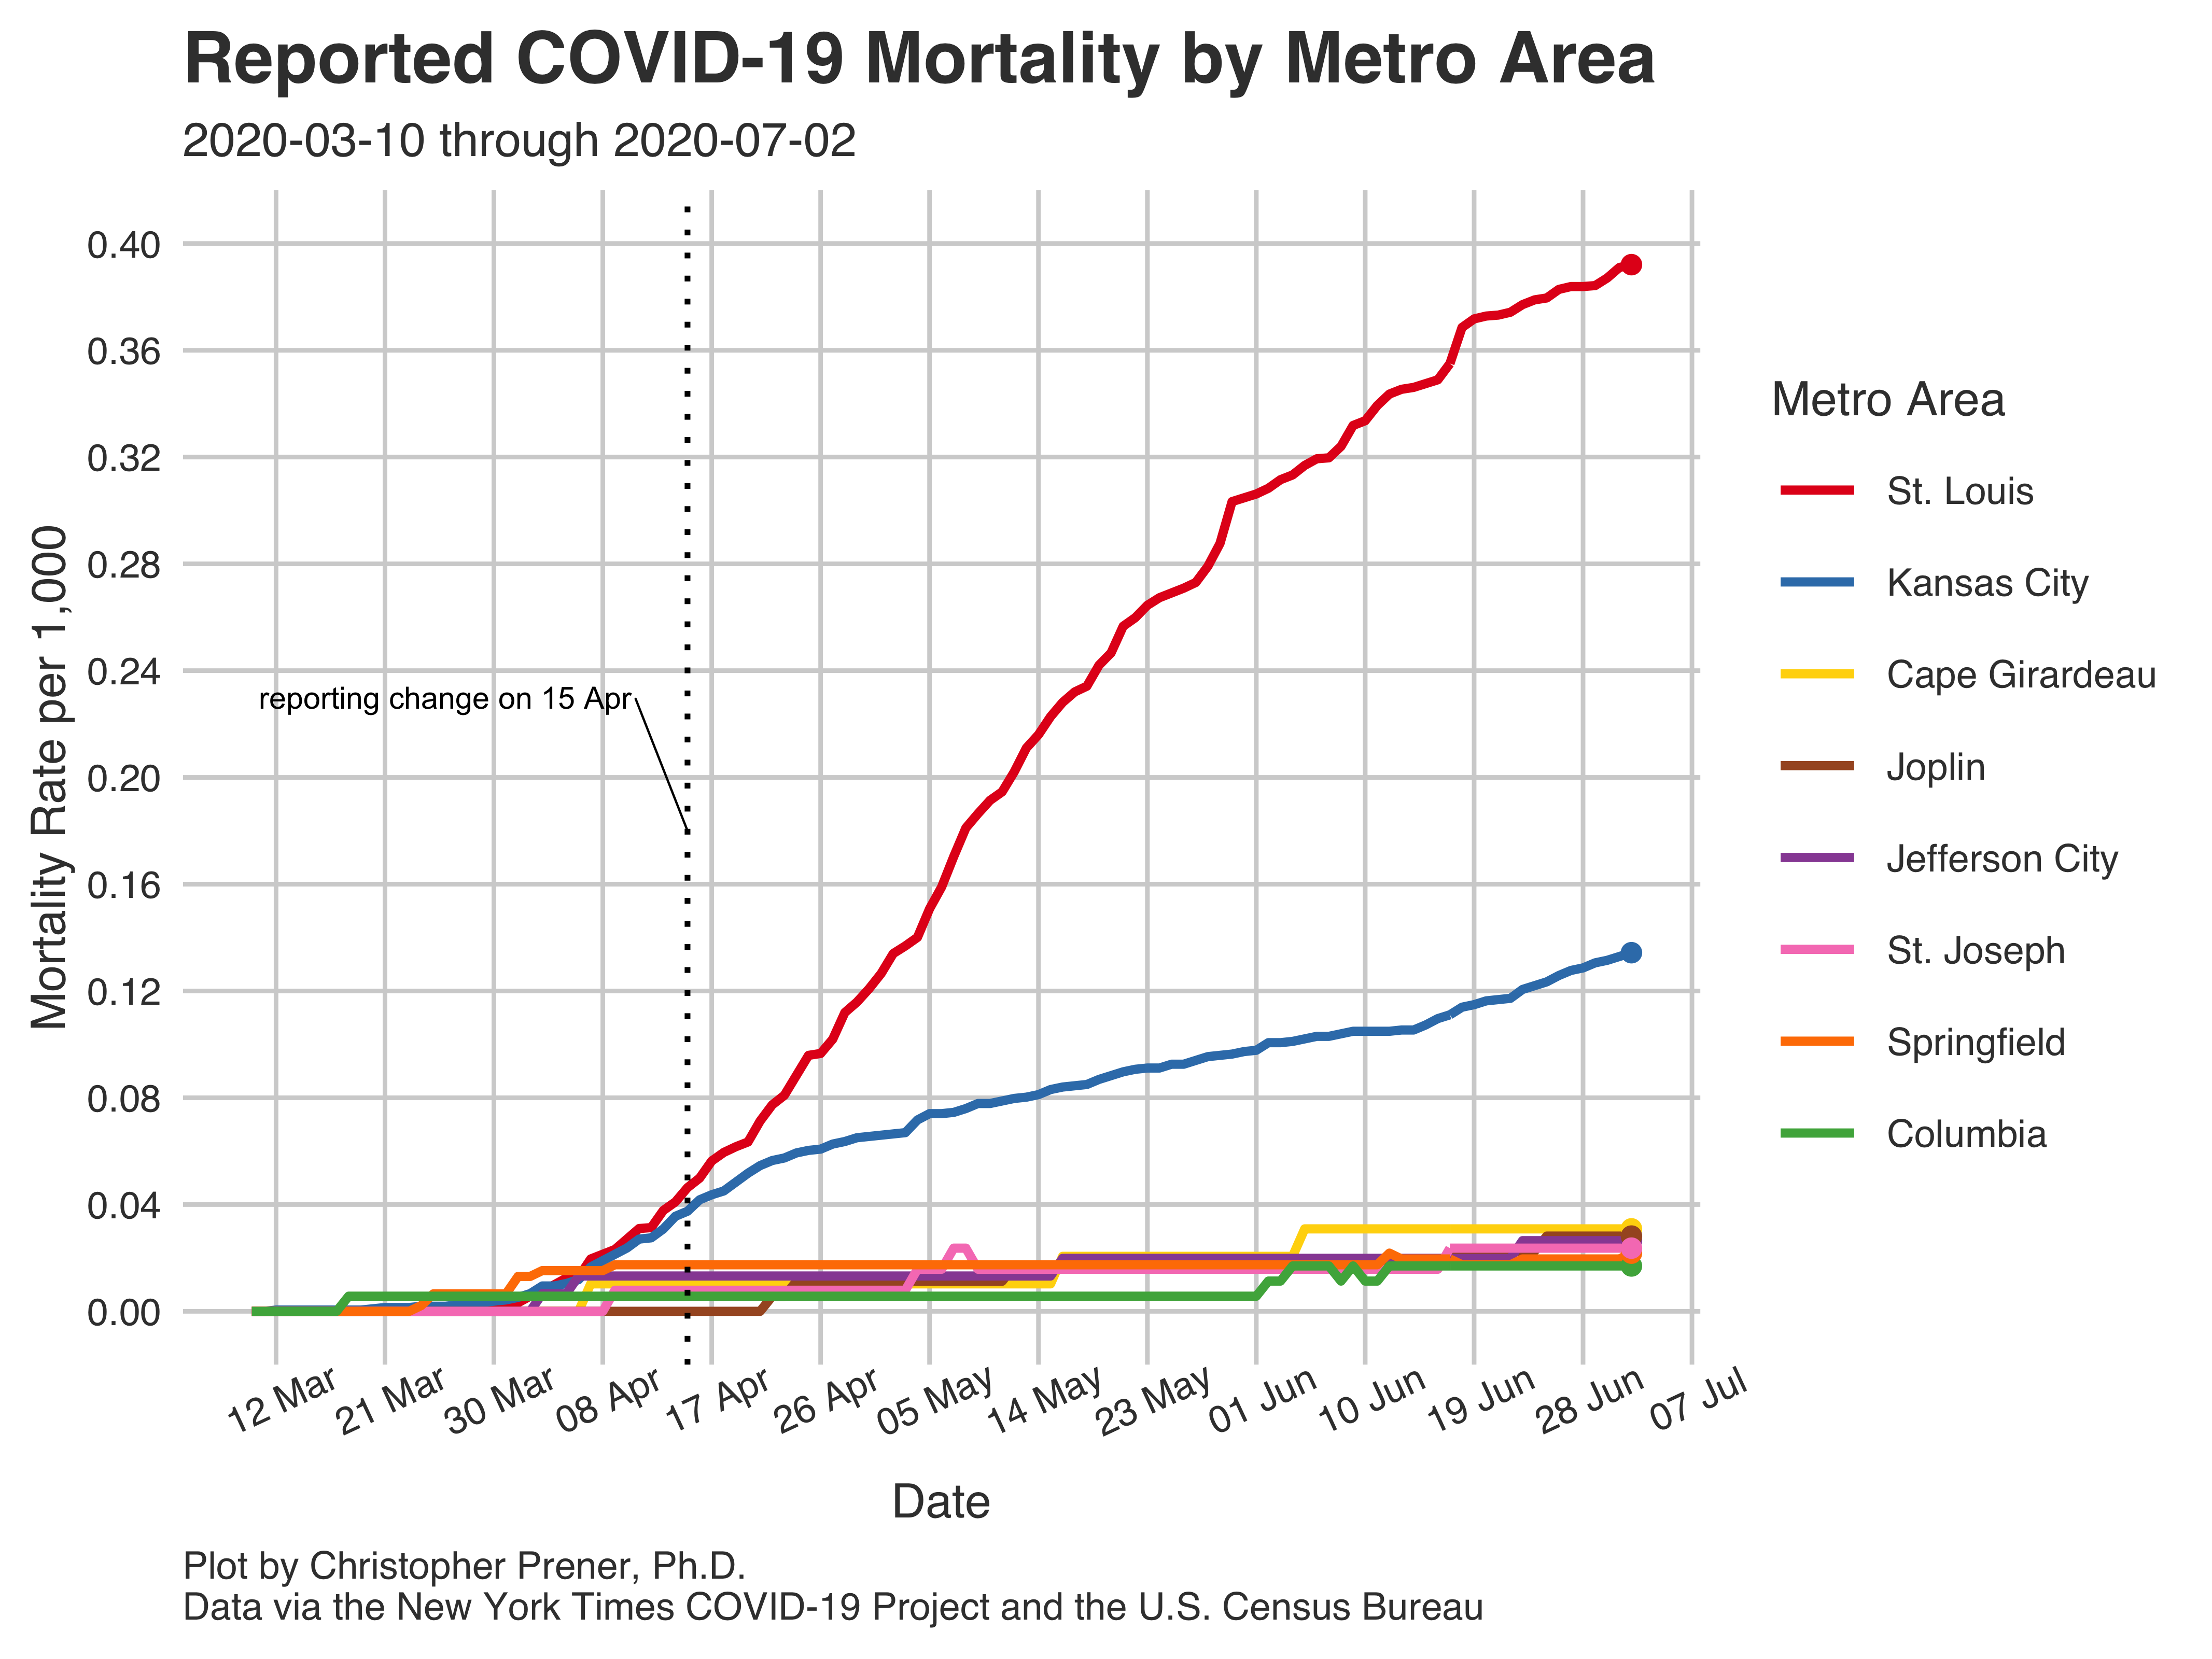 Reported COVID-19 Mortality by Metro Area
2020-03-10 through 2020-07-02
Mortality Rate per 1,000
0.40
0.36
0.32
0.28
0.24
0.20
0.16
0.12
0.08
0.04
0.00
reporting change on 15 Apr
12 Mar
21 Mar
30 Mar
08 Apr
17 Apr
26 Apr
05 May
14 May
23 May
01 Jun
10 Jun
19 Jun
28 Jun
07 Jul
Date
Metro Area
St. Louis
Kansas City
Cape Girardeau
Joplin
Jefferson City
St. Joseph
Springfield
Columbia
Plot by Christopher Prener, Ph.D.
Data via the New York Times COVID-19 Project and the U.S. Census Bureau